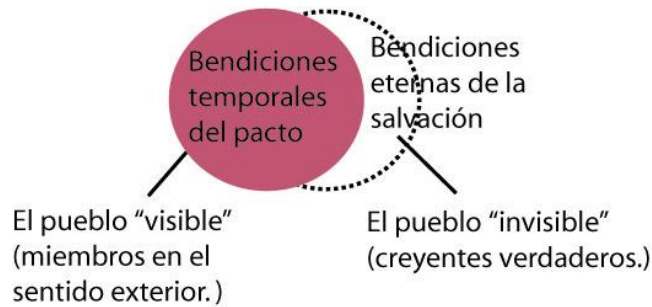 Bendiciones
temporales
del pacto
Bendiciones
eternas de la
salvación
El pueblo “visible”
(miembros en el
sentido exterior.)
El pueblo “invisible”
(creyentes verdaderos.)